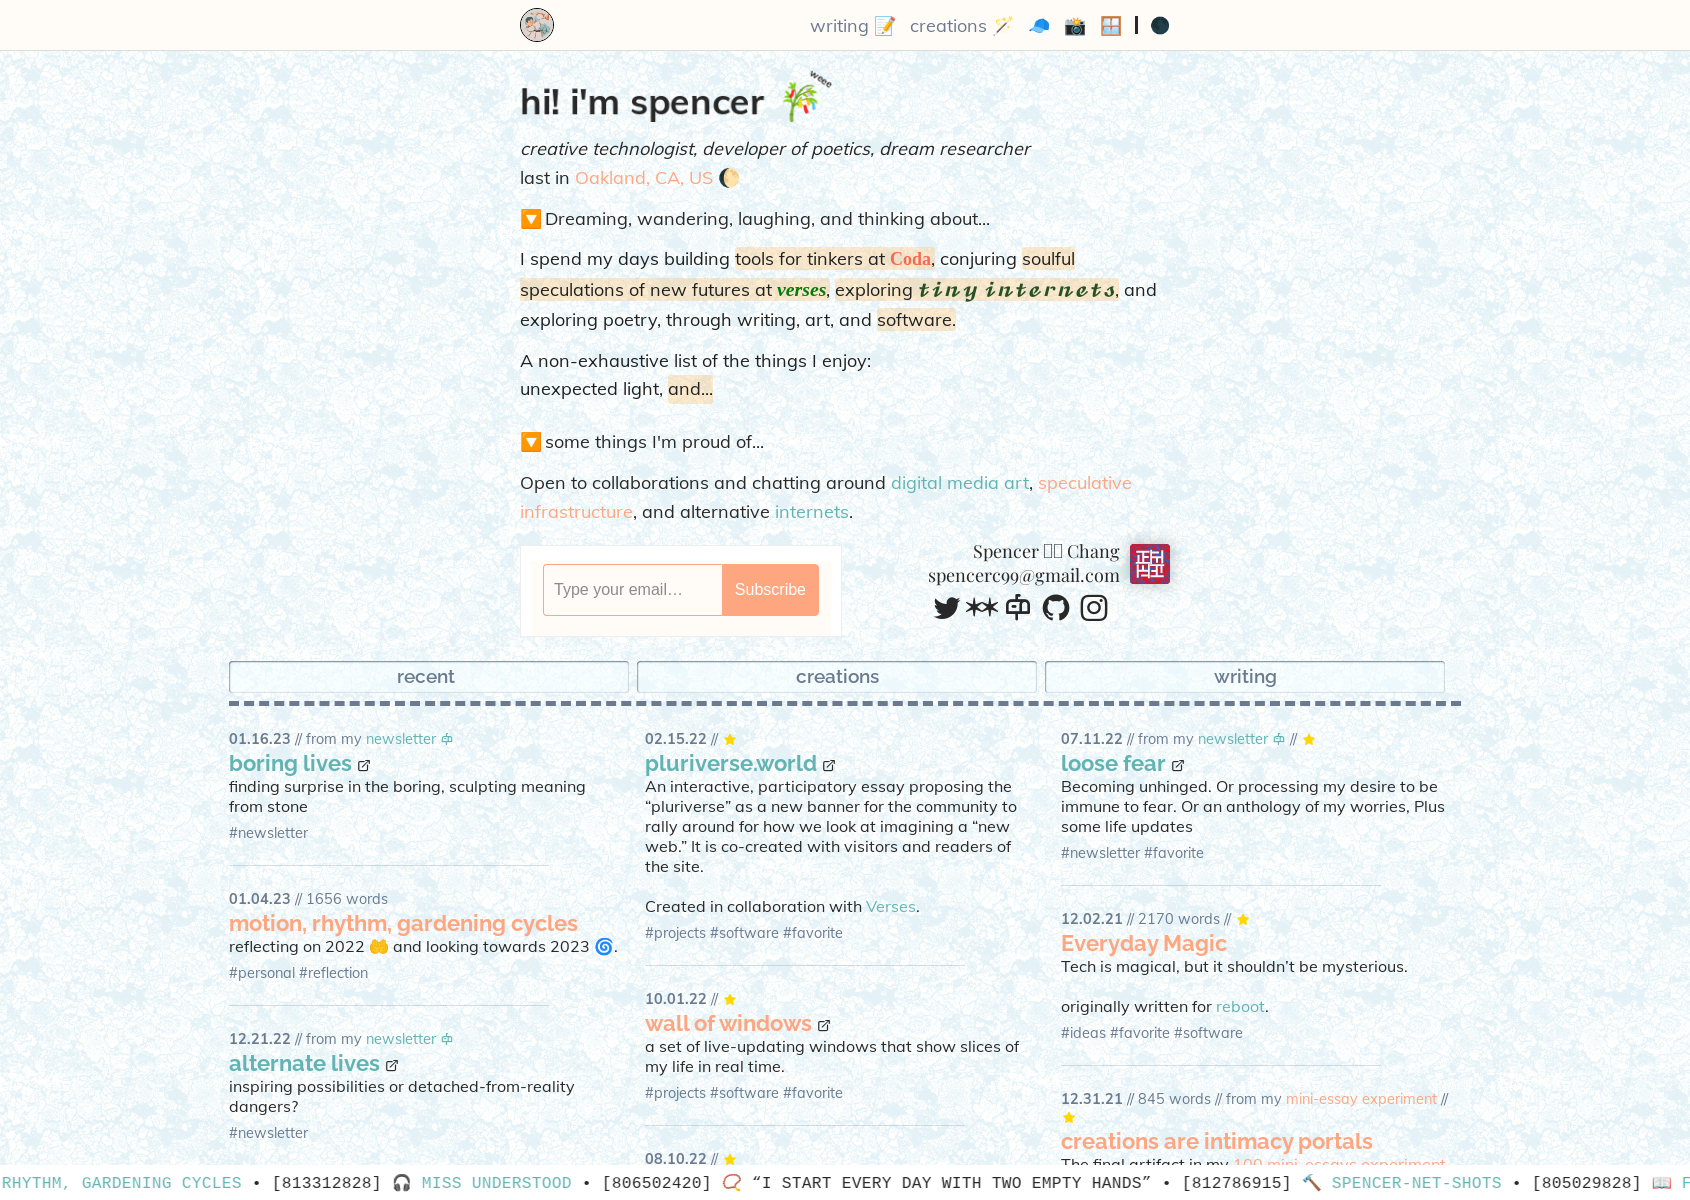 writing 📝 creations 🪄 🧢 📸 🪟 | 🌑
weee
hi! i'm spencer 🎋
creative technologist, developer of poetics, dream researcher
last in Oakland, CA, US 🌔
🔽 Dreaming, wandering, laughing, and thinking about...
I spend my days building tools for tinkers at Coda, conjuring soulful
speculations of new futures at verses, exploring tiny internets, and
exploring poetry, through writing, art, and software.
A non-exhaustive list of the things I enjoy:
unexpected light, and...
🔽 some things I'm proud of...
Open to collaborations and chatting around digital media art, speculative
infrastructure, and alternative internets.
Type your email… Subscribe
Spencer Chang
spencerc99@gmail.com
recent
creations
writing
01.16.23 // from my newsletter
boring lives
finding surprise in the boring, sculpting meaning
from stone
#newsletter
01.04.23 // 1656 words
motion, rhythm, gardening cycles
reflecting on 2022 🤲 and looking towards 2023 🌀.
#personal #reflection
12.21.22 // from my newsletter
alternate lives
inspiring possibilities or detached-from-reality
dangers?
#newsletter
02.15.22 // ⭐
pluriverse.world
An interactive, participatory essay proposing the
“pluriverse” as a new banner for the community to
rally around for how we look at imagining a “new
web.” It is co-created with visitors and readers of
the site.
Created in collaboration with Verses.
#projects #software #favorite
10.01.22 // ⭐
wall of windows
a set of live-updating windows that show slices of
my life in real time.
#projects #software #favorite
08.10.22 // ⭐
07.11.22 // from my newsletter // ⭐
loose fear
Becoming unhinged. Or processing my desire to be
immune to fear. Or an anthology of my worries, Plus
some life updates
#newsletter #favorite
12.02.21 // 2170 words // ⭐
Everyday Magic
Tech is magical, but it shouldn’t be mysterious.
originally written for reboot.
#ideas #favorite #software
12.31.21 // 845 words // from my mini-essay experiment //
⭐
creations are intimacy portals
The final artifact in my 100 mini-essays experiment
RHYTHM, GARDENING CYCLES • [813312828] 🎧 MISS UNDERSTOOD • [806502420] 📿 “I START EVERY DAY WITH TWO EMPTY HANDS” • [812786915] 🔨 SPENCER-NET-SHOTS • [805029828] 📖 F